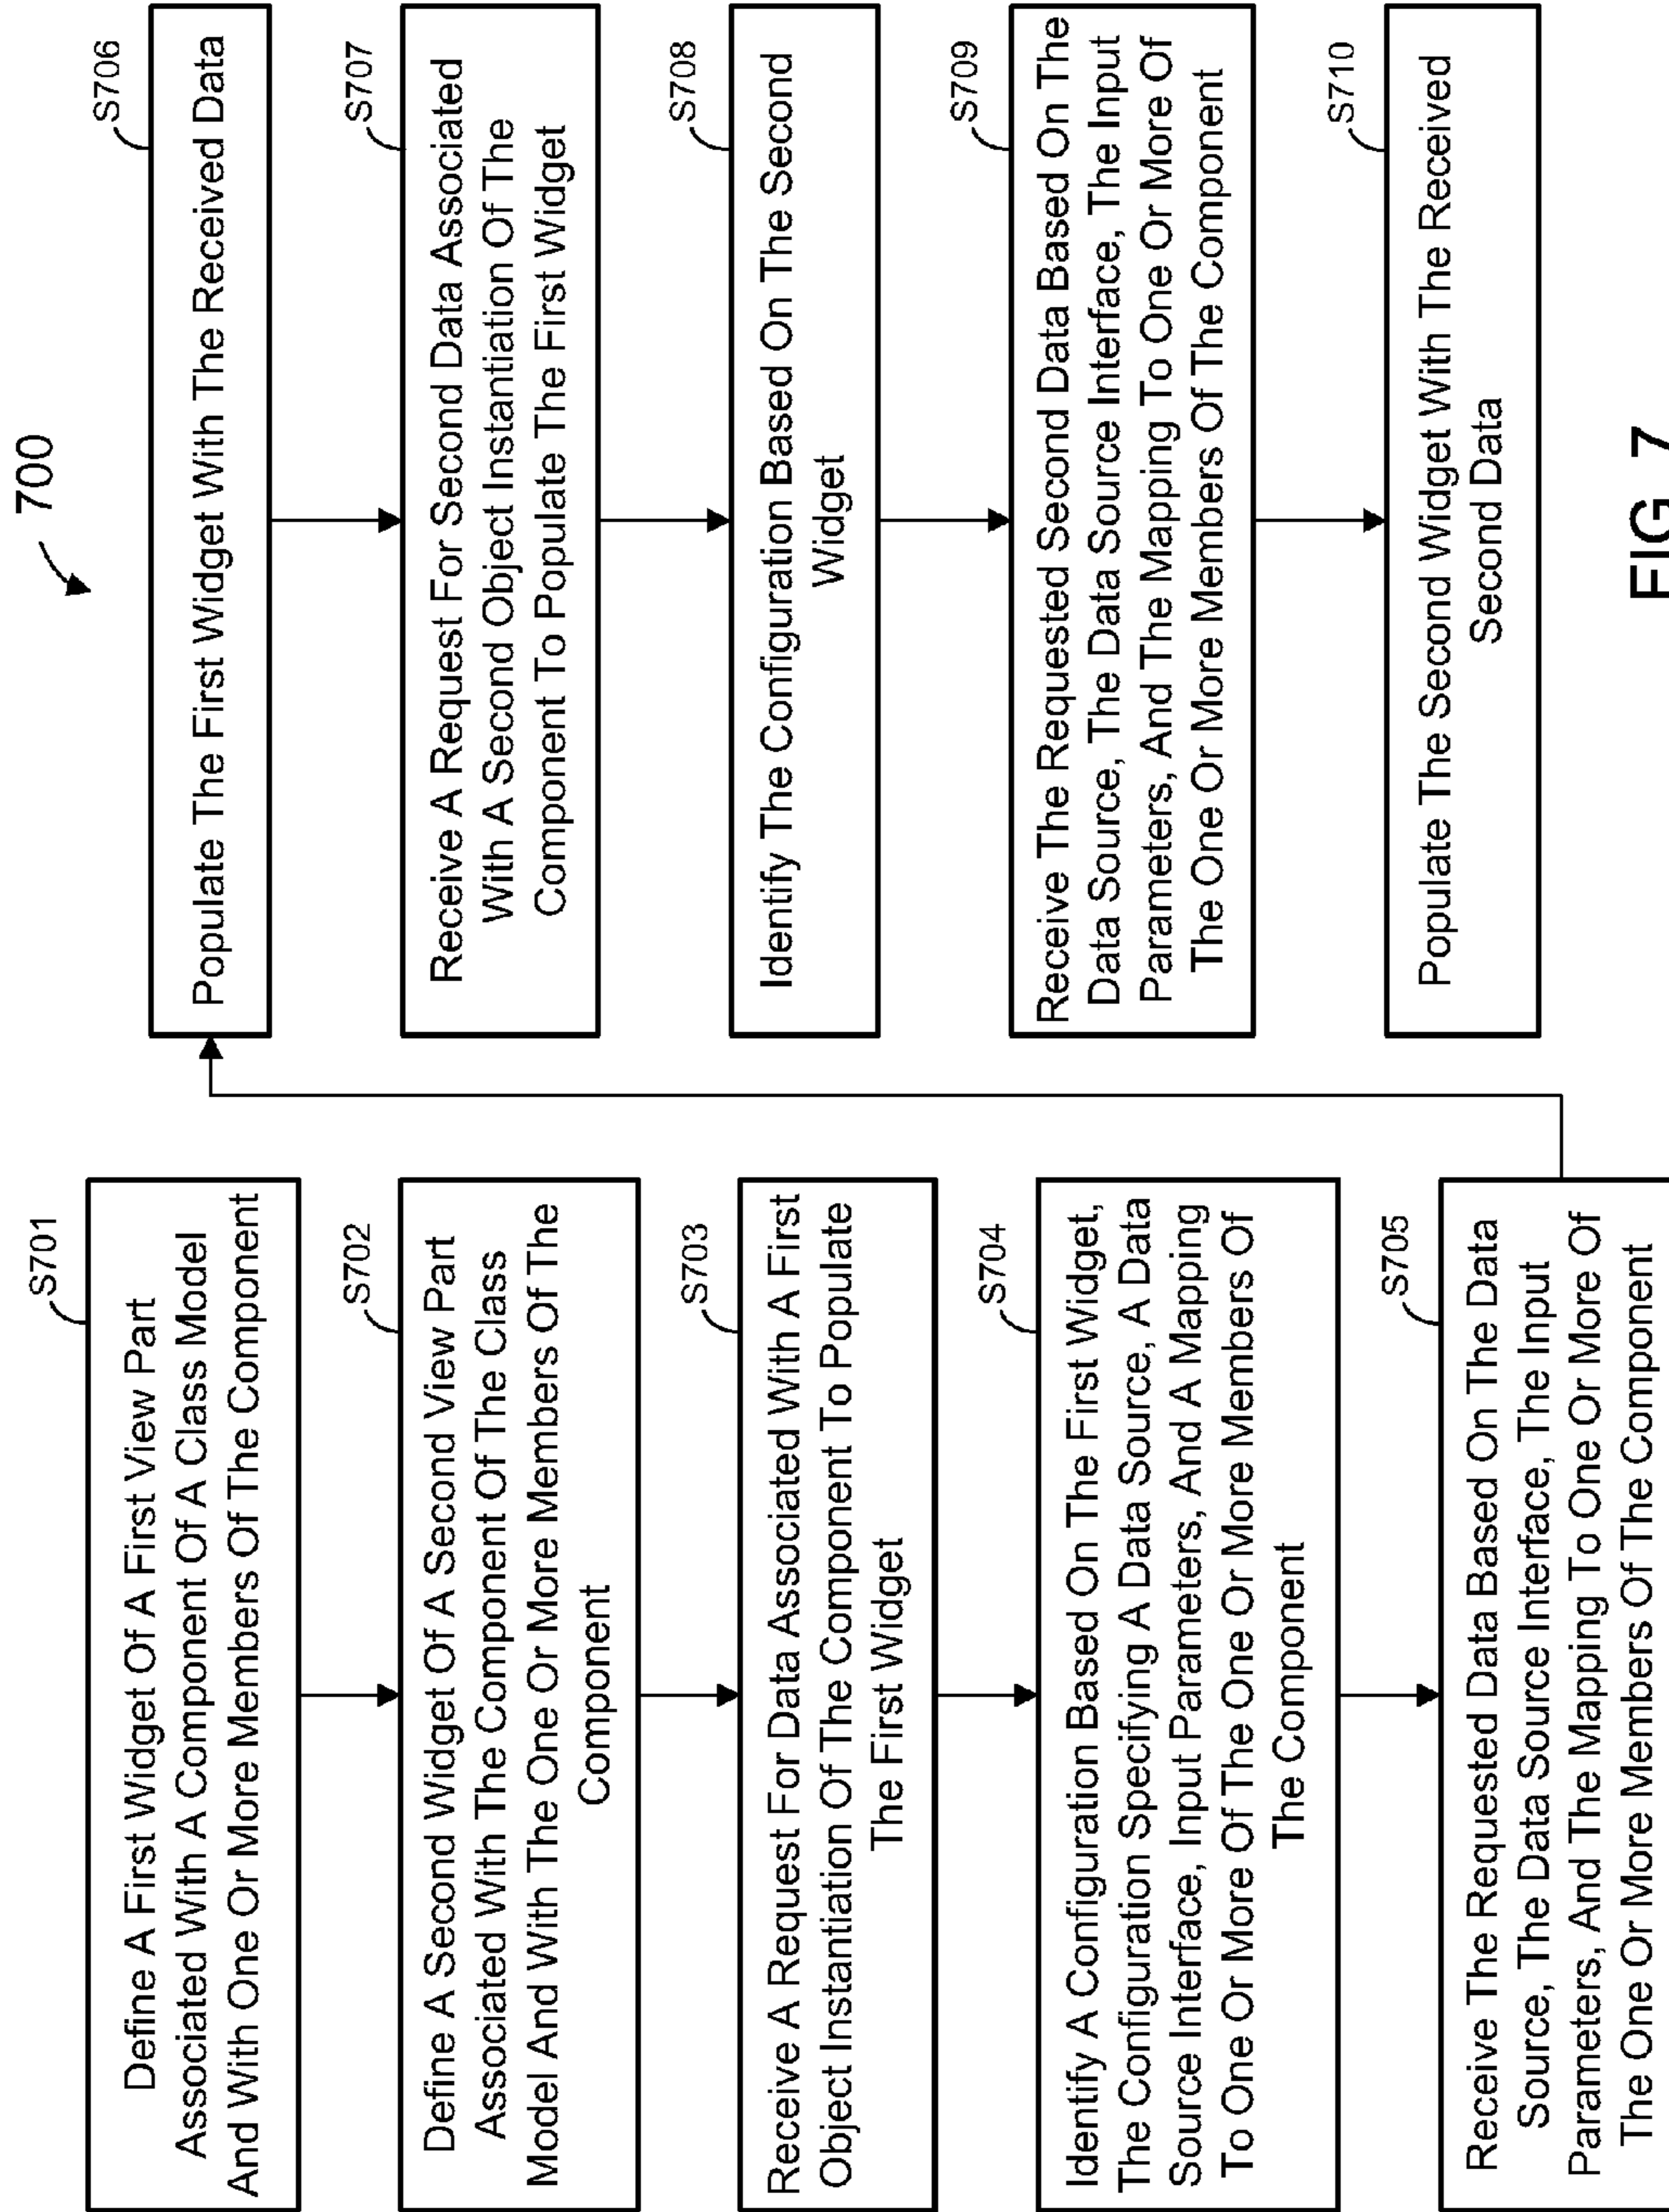 700
S701
Define A First Widget Of A First View Part
Associated With A Component Of A Class Model
And With One Or More Members Of The Component
S702
Define A Second Widget Of A Second View Part
Associated With The Component Of The Class
Model And With The One Or More Members Of The
Component
S703
Receive A Request For Data Associated With A First
Object Instantiation Of The Component To Populate
The First Widget
S704
Identify A Configuration Based On The First Widget,
The Configuration Specifying A Data Source, A Data
Source Interface, Input Parameters, And A Mapping
To One Or More Of The One Or More Members Of
The Component
S705
Receive The Requested Data Based On The Data
Source, The Data Source Interface, The Input
Parameters, And The Mapping To One Or More Of
The One Or More Members Of The Component
S706
Populate The First Widget With The Received Data
S707
Receive A Request For Second Data Associated
With A Second Object Instantiation Of The
Component To Populate The First Widget
S708
Identify The Configuration Based On The Second
Widget
S709
Receive The Requested Second Data Based On The
Data Source, The Data Source Interface, The Input
Parameters, And The Mapping To One Or More Of
The One Or More Members Of The Component
S710
Populate The Second Widget With The Received
Second Data
FIG. 7